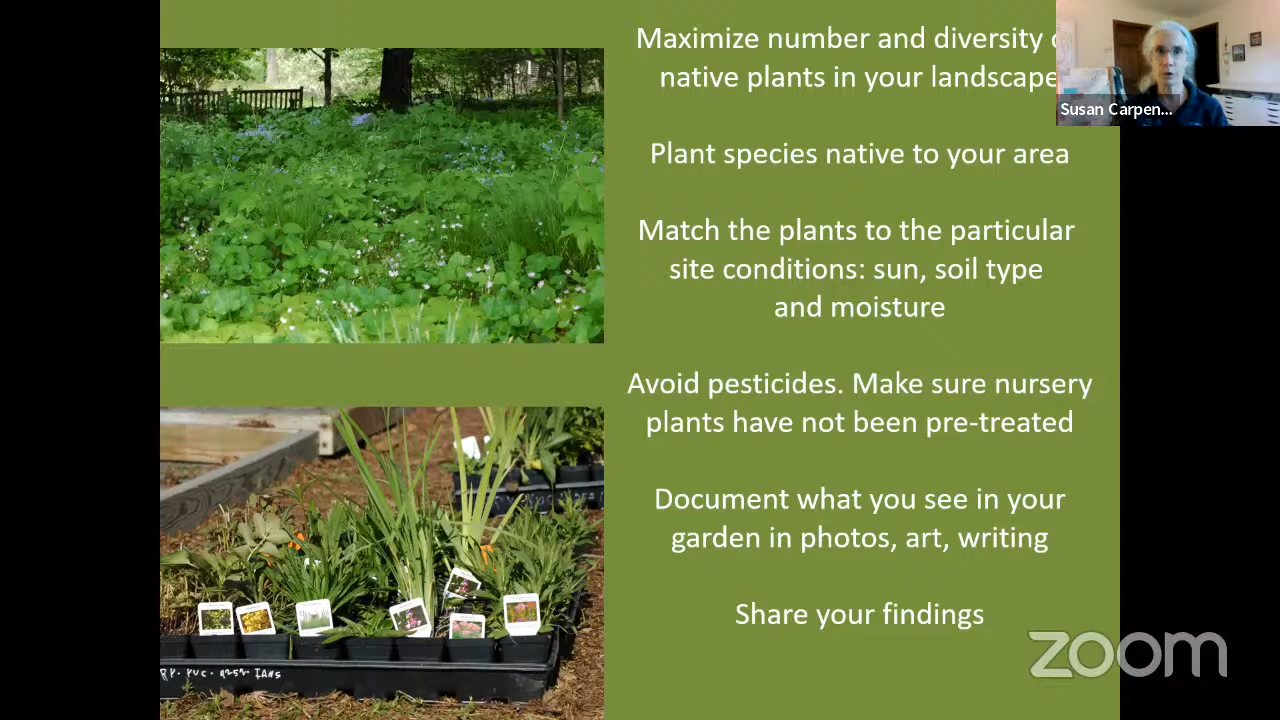 Maximize number and diversity
native plants in your landscape
Plant species native to your area
Match the plants to the particular
site conditions: sun, soil type
and moisture
Avoid pesticides. Make sure nursery
plants have not been pre-treated
Document what you see in your
garden in photos, art, writing
Share your findings
Susan Carpen...
zoom